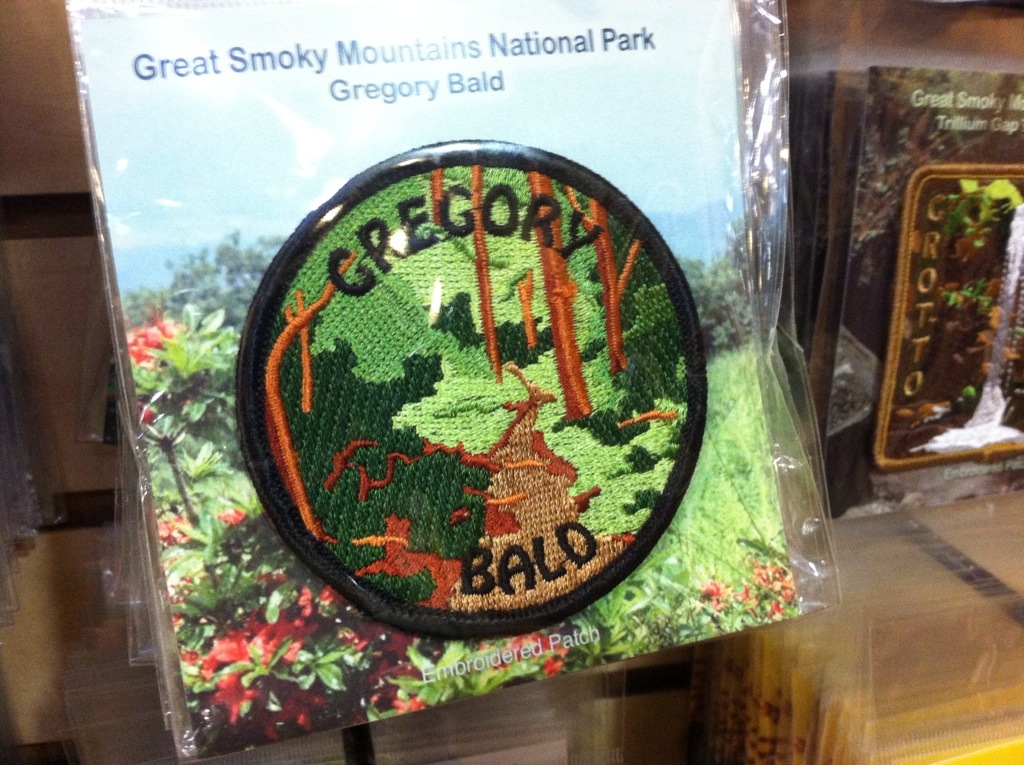 Great Smoky Mountains National Park
Gregory Bald
GREGORY
BALD
Embroidered Patch
Great Smoky
Trillium Gap
GROTTO